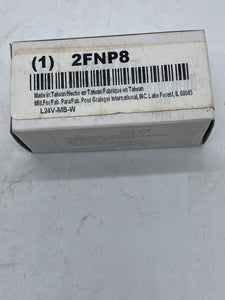 (1) 2FNP8
Made in:Taiwan/Hecho en Taiwan/Fabrique en Taiwan
Mfd.For/Fab. Para/Fab. Pour Grainger International, INC. Lake Forest, IL 60045
L24V-MB-W